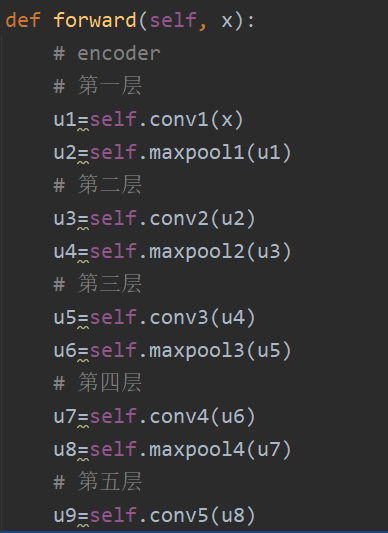 def forward(self, x):
# encoder
# 第一层
u1=self.conv1(x)
u2=self.maxpool1(u1)
# 第二层
u3=self.conv2(u2)
u4=self.maxpool2(u3)
# 第三层
u5=self.conv3(u4)
u6=self.maxpool3(u5)
# 第四层
u7=self.conv4(u6)
u8=self.maxpool4(u7)
# 第五层
u9=self.conv5(u8)